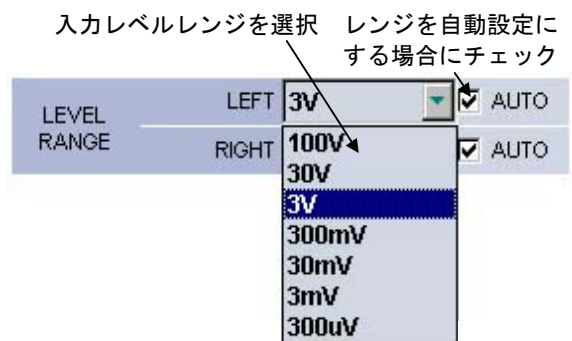 入力レベルレンジを選択
レンジを自動設定に
する場合にチェック
LEVEL
RANGE
LEFT 3V AUTO
RIGHT 100V AUTO
30V
3V
300mV
30mV
3mV
300uV